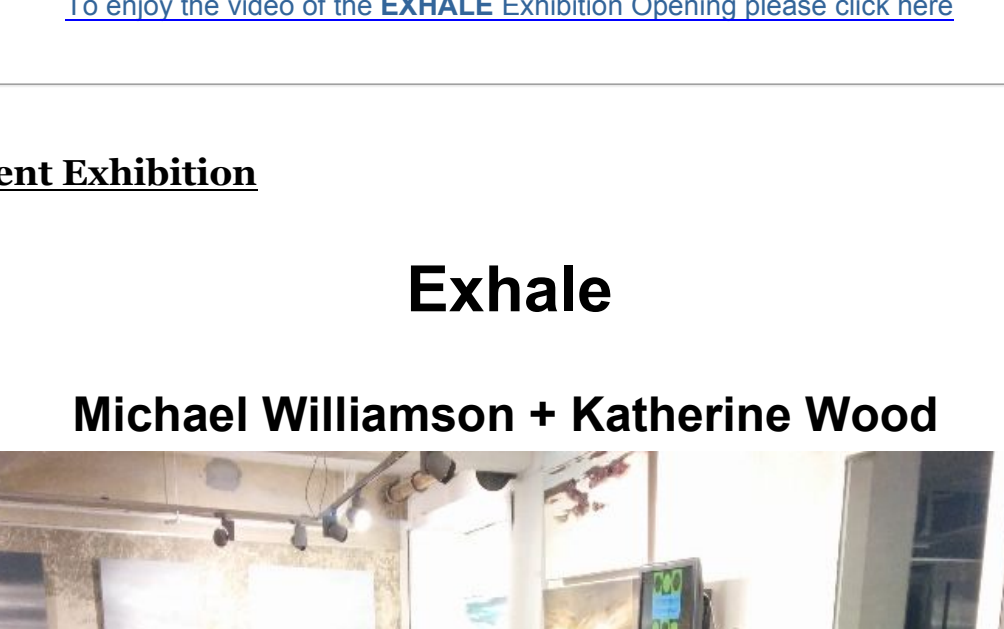 To enjoy the video of the EXHALE Exhibition Opening please click here
ent Exhibition
Exhale
Michael Williamson + Katherine Wood